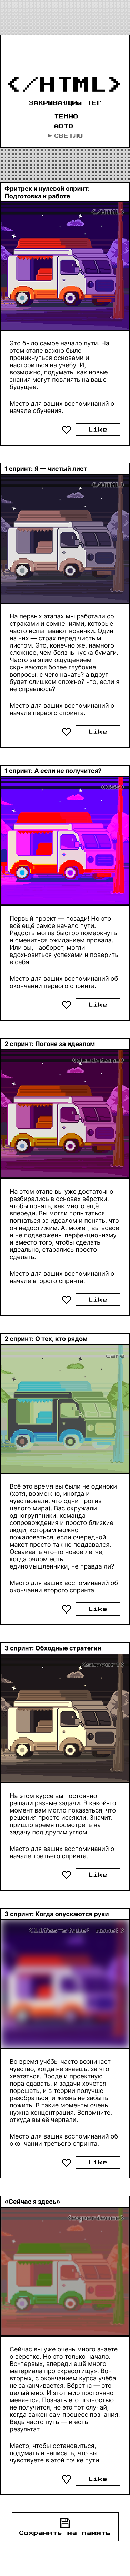 </HTML>
ЗАКРЫВАЮЩИЙ ТЕГ
ТЕМНО
АВТО
▶ СВЕТЛО
Фритрек и нулевой спринт:
Подготовка к работе
</HTML>
Это было самое начало пути. На
этом этапе важно было
проникнуться основами и
настроиться на учёбу. И,
возможно, подумать, как новые
знания могут повлиять на ваше
будущее.
Место для ваших воспоминаний о
начале обучения.
Like
1 спринт: Я — чистый лист
</HTML>
На первых этапах мы работали со
страхами и сомнениями, которые
часто испытывают новички. Один
из них — страх перед чистым
листом. Это, конечно же, намного
сложнее, чем боязнь куска бумаги.
Часто за этим ощущением
скрываются более глубокие
вопросы: с чего начать? а вдруг
будет слишком сложно? что, если я
не справлюсь?
Место для ваших воспоминаний о
начале первого спринта.
Like
1 спринт: А если не получится?
Первый проект — позади! Но это
всё ещё самое начало пути.
Радость могла быстро померкнуть
и смениться ожиданием провала.
Или вы, наоборот, могли
вдохновиться успехами и поверить
в себя.
Место для ваших воспоминаний об
окончании первого спринта.
Like
2 спринт: Погоня за идеалом
На этом этапе вы уже достаточно
разбирались в основах вёрстки,
чтобы понять, как много ещё
впереди. Вы могли попытаться
погнаться за идеалом и понять, что
он недостижим. А, может, вы вовсе
и не подвержены перфекционизму
и вместо того, чтобы сделать
идеально, старались просто
сделать.
Место для ваших воспоминаний о
начале второго спринта.
Like
2 спринт: О тех, кто рядом
care
Всё это время вы были не одиноки
(хотя, возможно, иногда и
чувствовали, что одни против
целого мира). Вас окружали
одногруппники, команда
сопровождения и просто близкие
люди, которым можно
пожаловаться, если очередной
макет просто так не поддавался.
Осваивать что-то новое легче,
когда рядом есть
единомышленники, не правда ли?
Место для ваших воспоминаний об
окончании второго спринта.
Like
3 спринт: Обходные стратегии
<support>
На этом курсе вы постоянно
решали разные задачи. В какой-то
момент вам могло показаться, что
решения просто иссякли. Значит,
пришло время посмотреть на
задачу под другим углом.
Место для ваших воспоминаний о
начале третьего спринта.
Like
3 спринт: Когда опускаются руки
Во время учёбы часто возникает
чувство, когда не знаешь, за что
хвататься. Вроде и проектную
пора сдавать, и задачи хочется
порешать, и в теории получше
разобраться, и жизнь не забыть
пожить. В такие моменты очень
нужна концентрация. Вспомните,
откуда вы её черпали.
Место для ваших воспоминаний об
окончании третьего спринта.
Like
«Сейчас я здесь»
Сейчас вы уже очень много знаете
о вёрстке. Но это только начало.
Во-первых, впереди ещё много
материала про «красотищу». Во-
вторых, с окончанием курса учёба
не заканчивается. Вёрстка — это
целый мир. И этот мир постоянно
меняется. Познать его полностью
не получится, но это тот случай,
когда важен сам процесс познания.
Ведь часто путь — и есть
результат.
Место, чтобы остановиться,
подумать и написать, что вы
чувствуете в этой точке пути.
Like
Сохранить на память